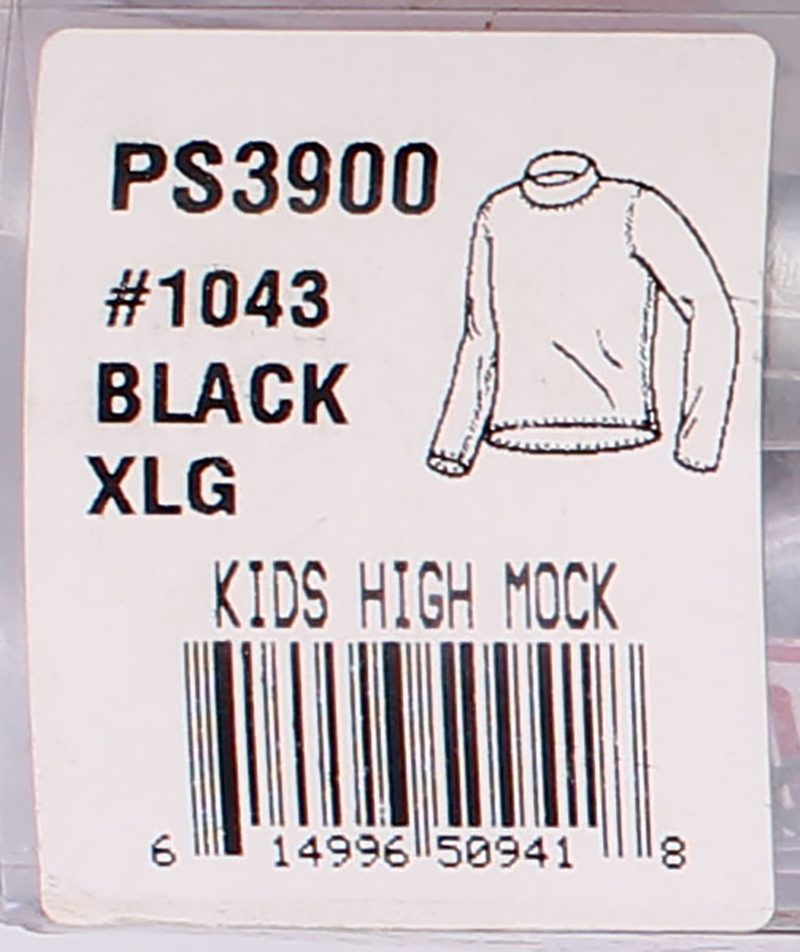 PS3900
#1043
BLACK
XLG
KIDS HIGH MOCK
6 14996 50941 8